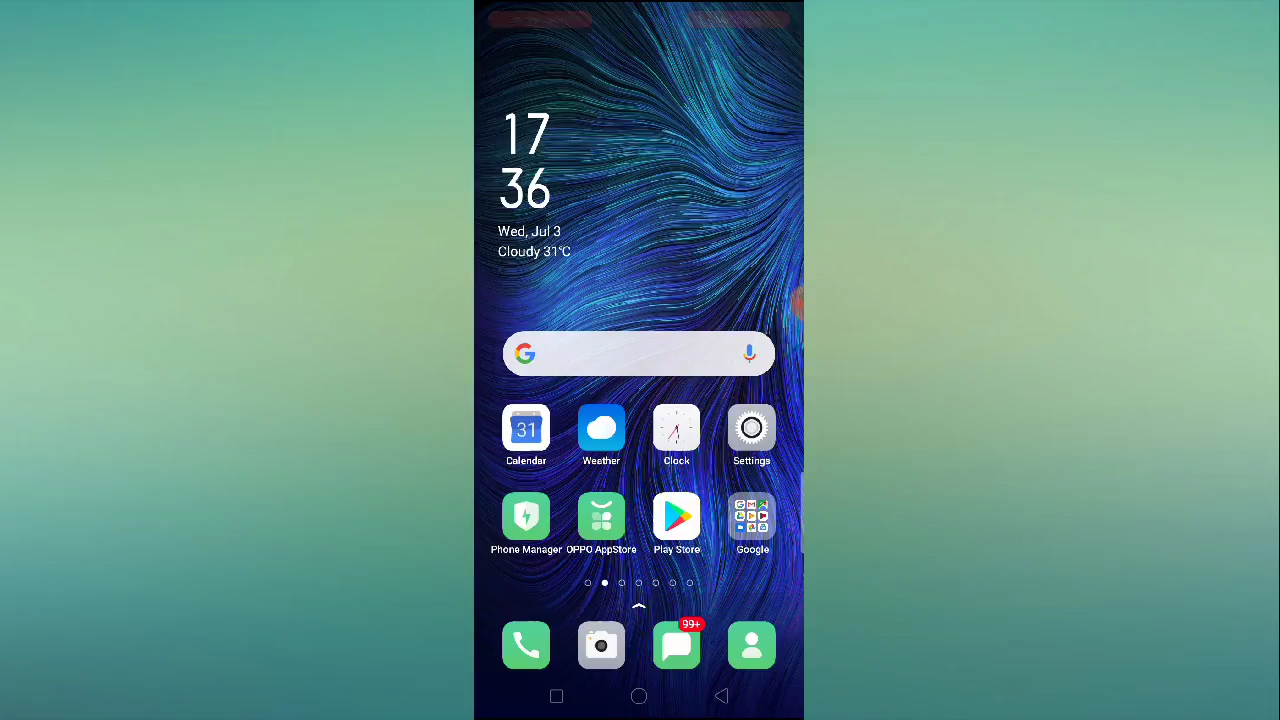 17
36
Wed, Jul 3
Cloudy 31°C
31
Calendar
Weather
Clock
Settings
Phone Manager
OPPO AppStore
Play Store
Google
99+